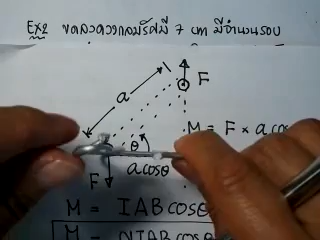 Ex2 ขดลวดวงกลมรัศมี 7 cm มีจำนวนรอบ
a
F
θ
M = F × a cos
a cosθ
F
M = IAB cosθ
M = NIAB cosθ